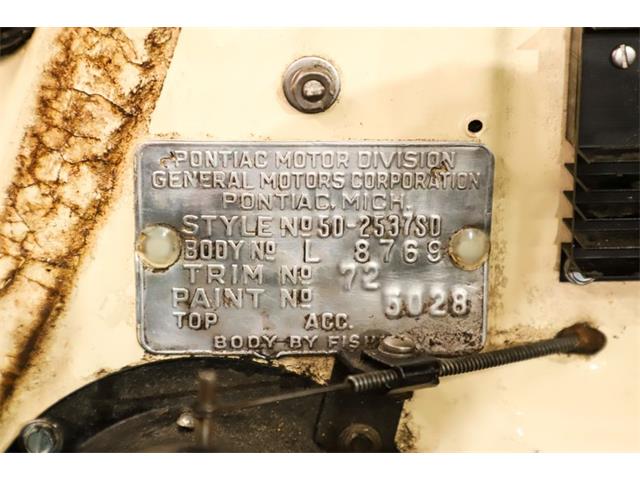 PONTIAC MOTOR DIVISION
GENERAL MOTORS CORPORATION
PONTIAC, MICH.
STYLE No 50-2537SD
BODY No L 8769
TRIM No 72
PAINT No 5028
TOP ACC.
BODY-BY